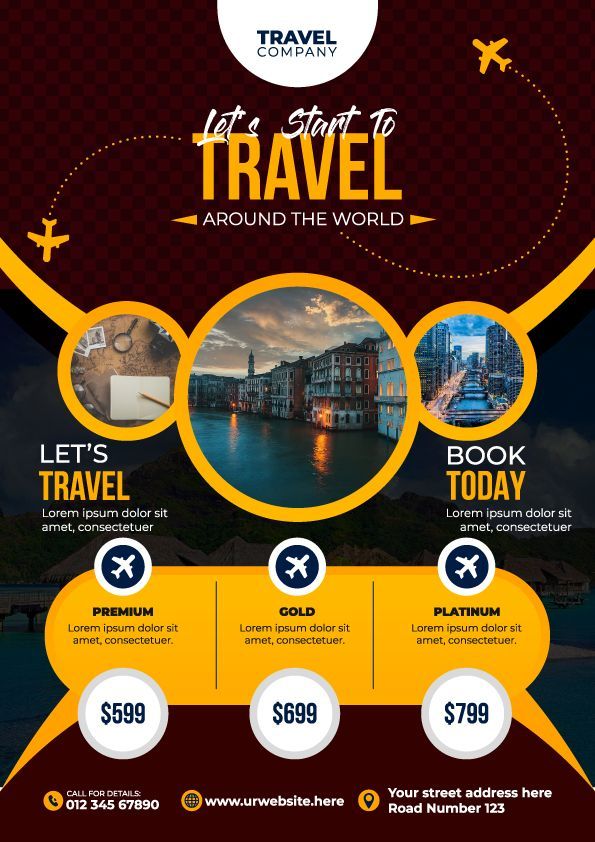 TRAVEL
COMPANY
Let's Start To
TRAVEL
AROUND THE WORLD
LET'S
TRAVEL
Lorem ipsum dolor sit
amet, consectetuer
BOOK
TODAY
Lorem ipsum dolor sit
amet, consectetuer
PREMIUM
Lorem ipsum dolor sit
amet, consectetuer.
$599
GOLD
Lorem ipsum dolor sit
amet, consectetuer.
$699
PLATINUM
Lorem ipsum dolor sit
amet, consectetuer.
$799
CALL FOR DETAILS:
012 345 67890
www.urwebsite.here
Your street address here
Road Number 123